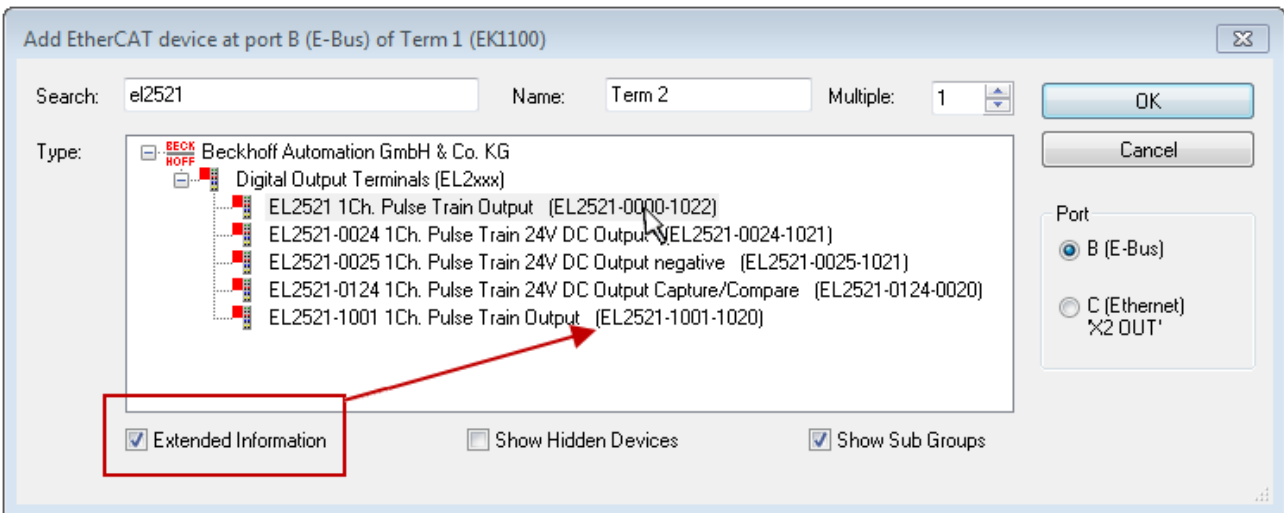 Add EtherCAT device at port B (E-Bus) of Term 1 (EK1100)
Search: el2521 Name: Term 2 Multiple: 1 OK
Type: BECK HOFF Beckhoff Automation GmbH & Co. KG Cancel
Digital Output Terminals (EL2xxx)
EL2521 1Ch. Pulse Train Output (EL2521-0000-1022)
EL2521-0024 1Ch. Pulse Train 24V DC Output (EL2521-0024-1021)
EL2521-0025 1Ch. Pulse Train 24V DC Output negative (EL2521-0025-1021)
EL2521-0124 1Ch. Pulse Train 24V DC Output Capture/Compare (EL2521-0124-0020)
EL2521-1001 1Ch. Pulse Train Output (EL2521-1001-1020)
Port
B (E-Bus)
C (Ethernet)
'X2 OUT'
Extended Information Show Hidden Devices Show Sub Groups